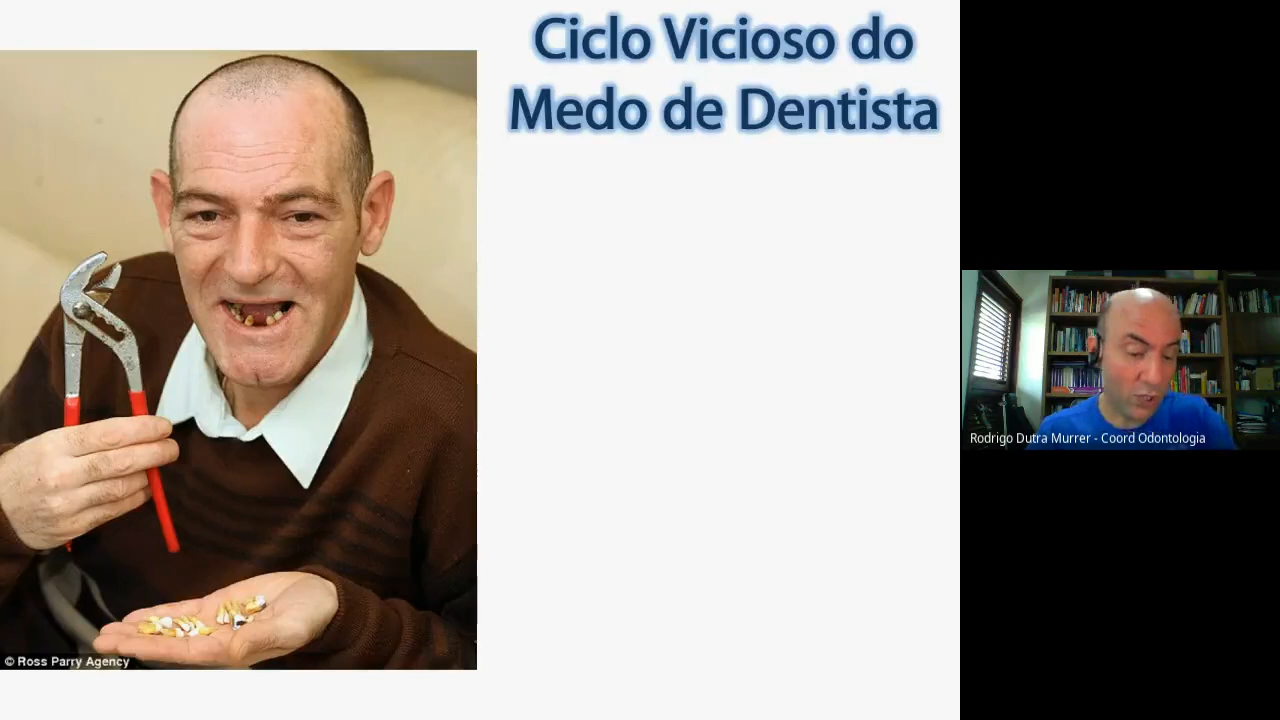 Ciclo Vicioso do
Medo de Dentista
© Ross Parry Agency
Rodrigo Dutra Murrer - Coord Odontologia